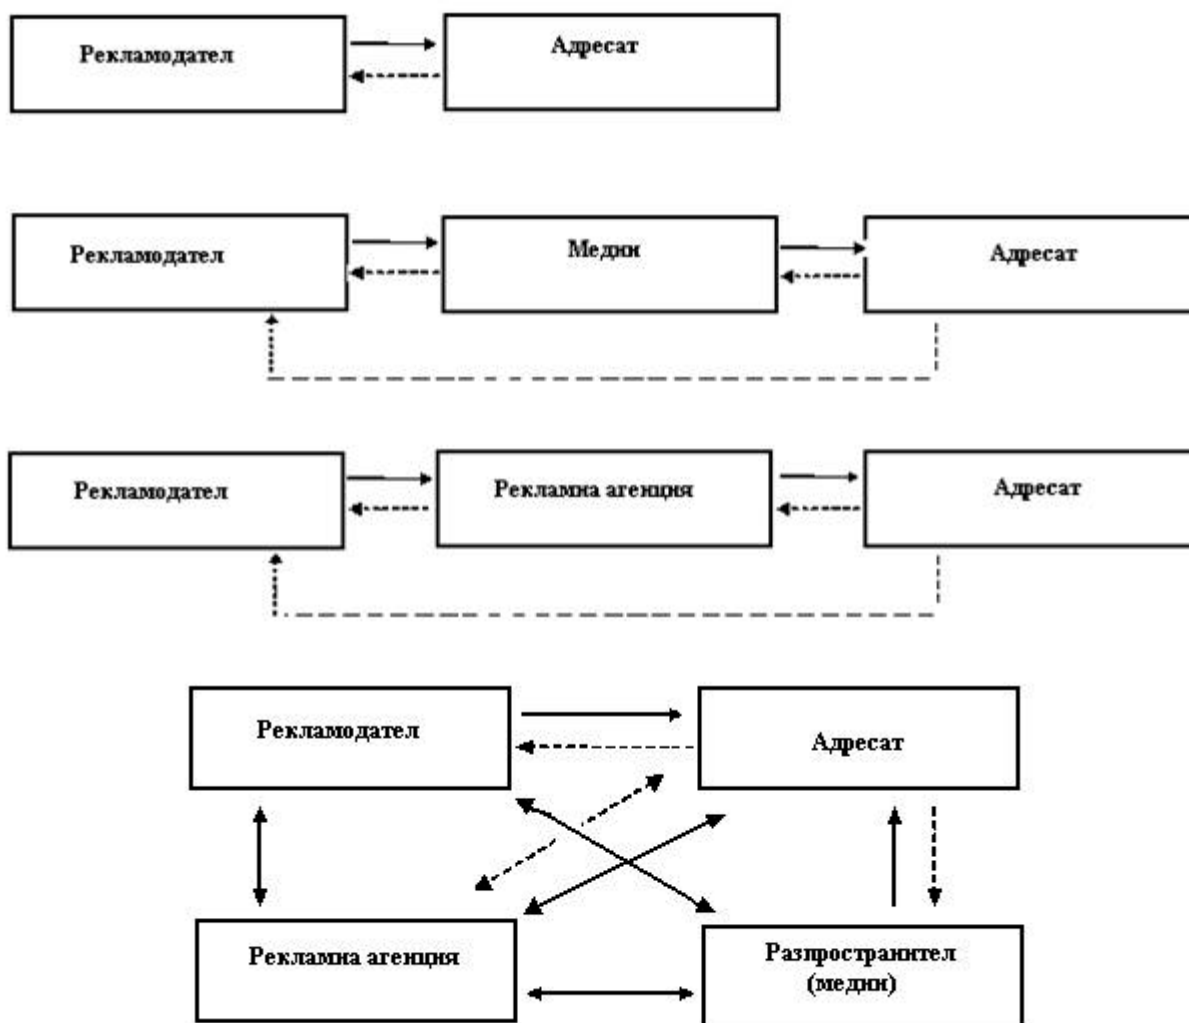 Рекламодател
Адресат
Рекламодател
Медии
Адресат
Рекламодател
Рекламна агенция
Адресат
Рекламодател
Адресат
Рекламна агенция
Разпространител
(медии)